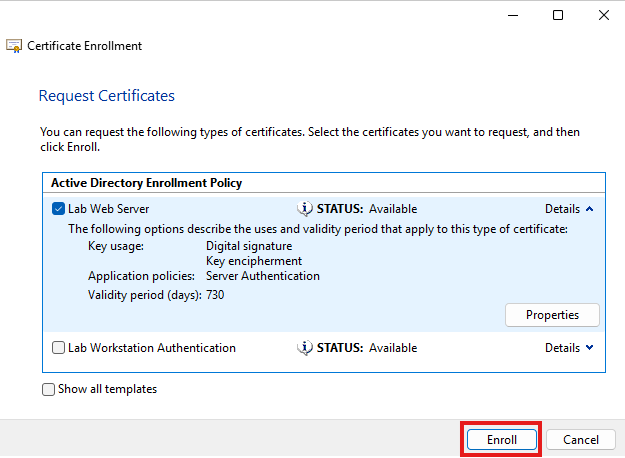 Certificate Enrollment
Request Certificates
You can request the following types of certificates. Select the certificates you want to request, and then
click Enroll.
Active Directory Enrollment Policy
Lab Web Server STATUS: Available Details
The following options describe the uses and validity period that apply to this type of certificate:
Key usage: Digital signature
Key encipherment
Application policies: Server Authentication
Validity period (days): 730
Properties
Lab Workstation Authentication STATUS: Available Details
Show all templates
Enroll Cancel